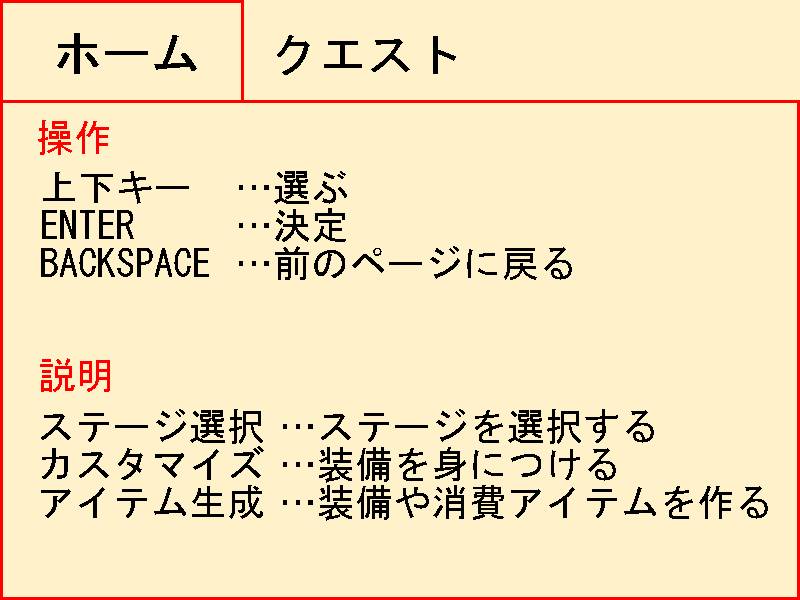 ホーム クエスト
操作
上下キー …選ぶ
ENTER …決定
BACKSPACE …前のページに戻る
説明
ステージ選択 …ステージを選択する
カスタマイズ …装備を身につける
アイテム生成 …装備や消費アイテムを作る